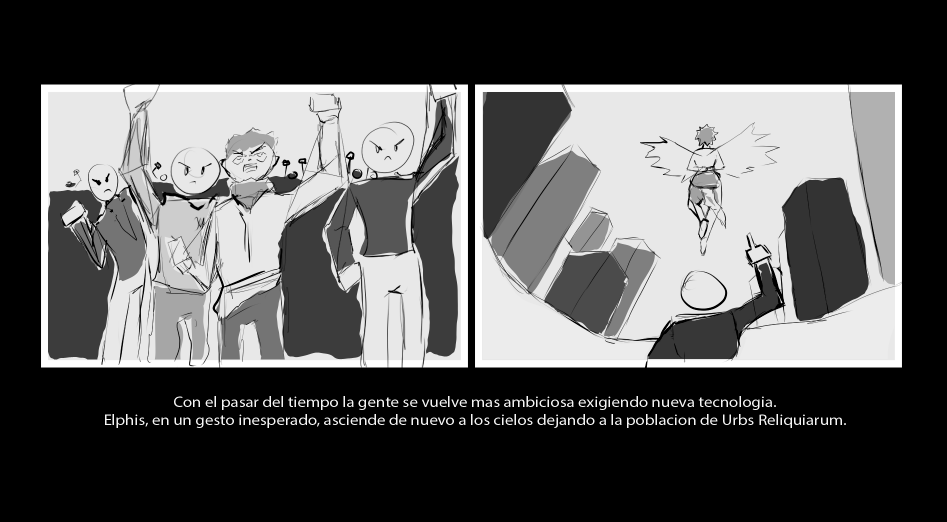 Con el pasar del tiempo la gente se vuelve mas ambiciosa exigiendo nueva tecnologia.
Elphis, en un gesto inesperado, asciende de nuevo a los cielos dejando a la poblacion de Urbs Reliquiarum.